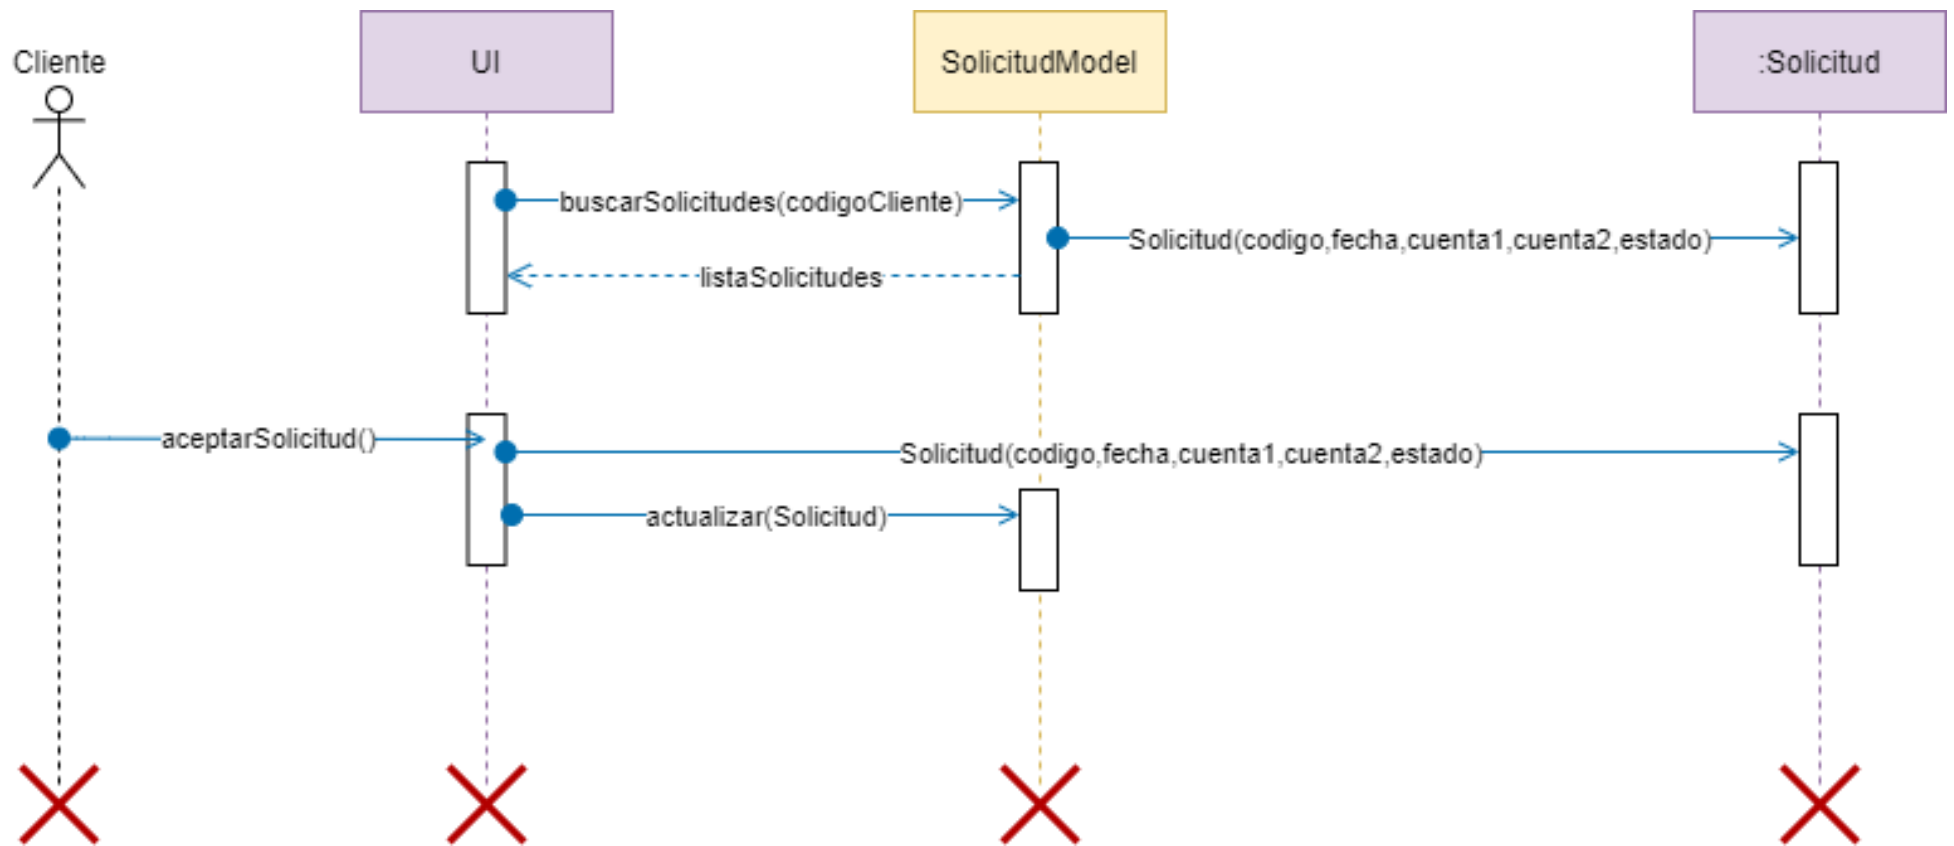 Cliente
UI
SolicitudModel
:Solicitud
buscarSolicitudes(codigoCliente)
Solicitud(codigo,fecha,cuenta1,cuenta2,estado)
listaSolicitudes
aceptarSolicitud()
Solicitud(codigo,fecha,cuenta1,cuenta2,estado)
actualizar(Solicitud)